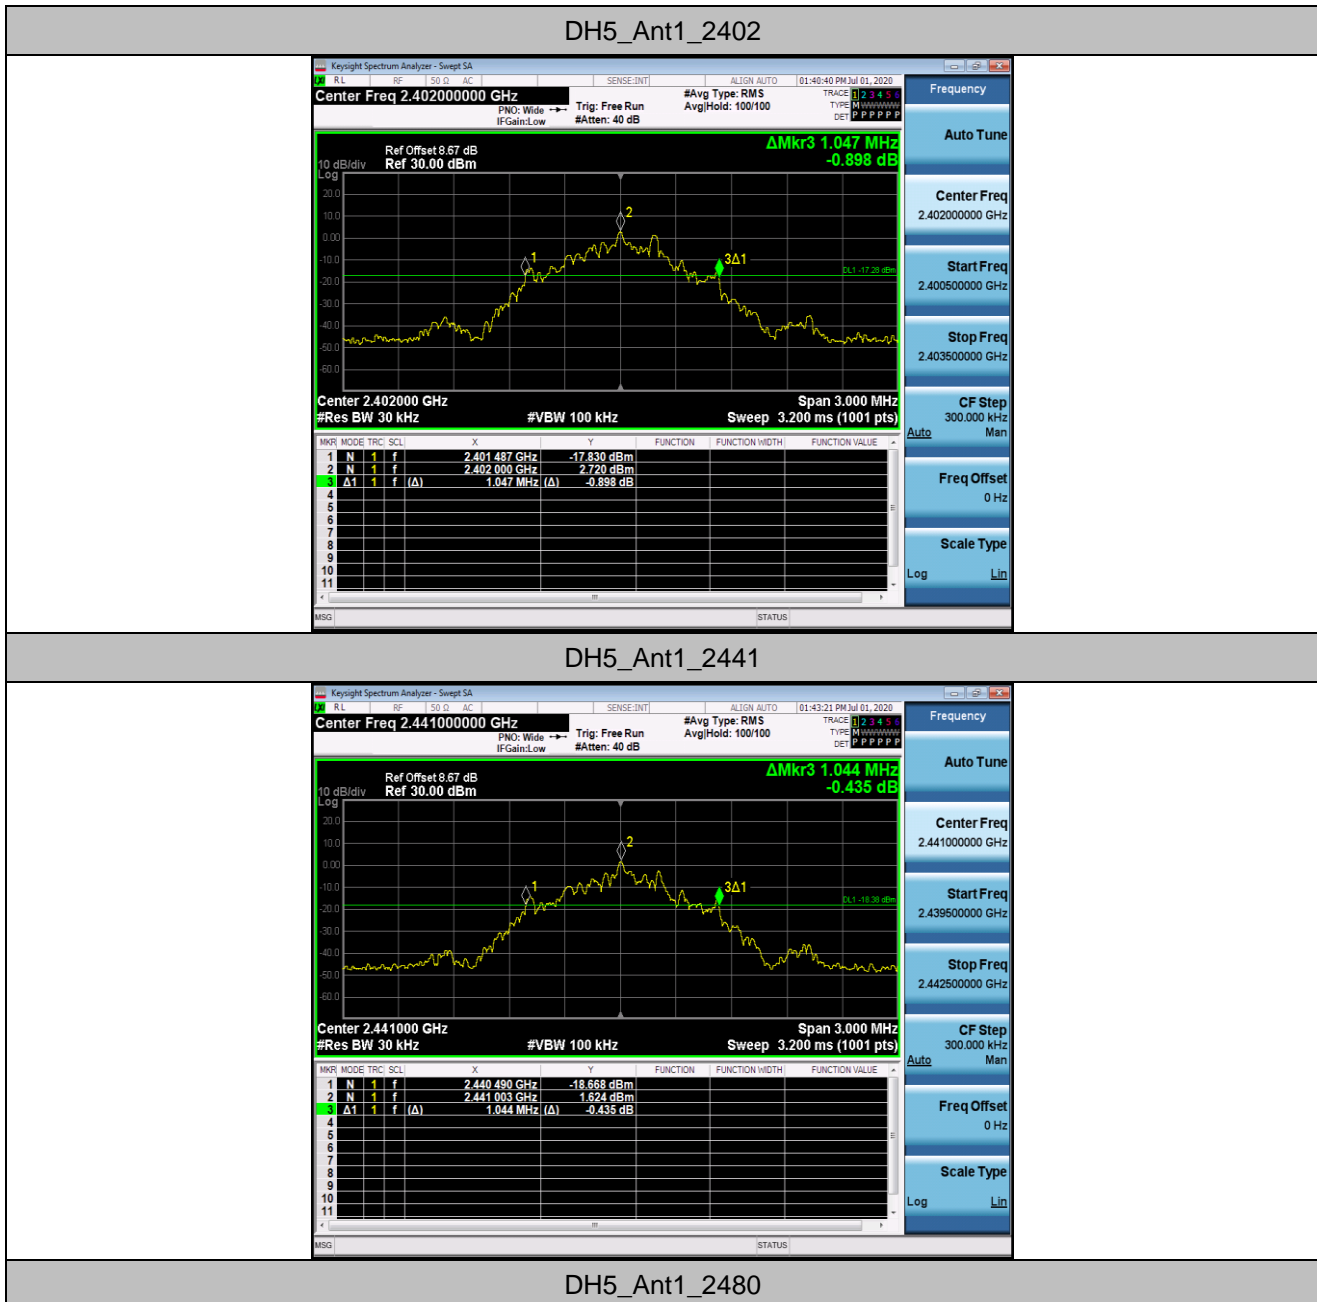 DH5_Ant1_2402
Keysight Spectrum Analyzer - Swept SA
RL RF 50 Ω AC SENSE:INT ALIGN AUTO 01:40:40 PM Jul 01, 2020
Center Freq 2.402000000 GHz
PNO: Wide
IFGain:Low
Trig: Free Run
#Atten: 40 dB
#Avg Type: RMS
Avg|Hold: 100/100
TRACE 1 2 3 4 5 6
TYPE M WWWWW
DET P P P P P P
Frequency
Auto Tune
Ref Offset 8.67 dB
10 dB/div Ref 30.00 dBm
Log
ΔMkr3 1.047 MHz
-0.898 dB
20.0
10.0
0.00
-10.0
-20.0
-30.0
-40.0
-50.0
-60.0
1
2
3Δ1
DL1 -17.28 dBm
Center 2.402000 GHz Span 3.000 MHz
#Res BW 30 kHz #VBW 100 kHz Sweep 3.200 ms (1001 pts)
Center Freq
2.402000000 GHz
Start Freq
2.400500000 GHz
Stop Freq
2.403500000 GHz
CF Step
300.000 kHz
Auto Man
Freq Offset
0 Hz
Scale Type
Log Lin
MKR MODE TRC SCL X Y FUNCTION FUNCTION WIDTH FUNCTION VALUE
1 N 1 f 2.401 487 GHz -17.830 dBm
2 N 1 f 2.402 000 GHz 2.720 dBm
3 Δ1 1 f (Δ) 1.047 MHz (Δ) -0.898 dB
4
5
6
7
8
9
10
11
MSG STATUS
DH5_Ant1_2441
Keysight Spectrum Analyzer - Swept SA
RL RF 50 Ω AC SENSE:INT ALIGN AUTO 01:43:21 PM Jul 01, 2020
Center Freq 2.441000000 GHz
PNO: Wide
IFGain:Low
Trig: Free Run
#Atten: 40 dB
#Avg Type: RMS
Avg|Hold: 100/100
TRACE 1 2 3 4 5 6
TYPE M WWWWW
DET P P P P P P
Frequency
Auto Tune
Ref Offset 8.67 dB
10 dB/div Ref 30.00 dBm
Log
ΔMkr3 1.044 MHz
-0.435 dB
20.0
10.0
0.00
-10.0
-20.0
-30.0
-40.0
-50.0
-60.0
1
2
3Δ1
DL1 -18.38 dBm
Center 2.441000 GHz Span 3.000 MHz
#Res BW 30 kHz #VBW 100 kHz Sweep 3.200 ms (1001 pts)
Center Freq
2.441000000 GHz
Start Freq
2.439500000 GHz
Stop Freq
2.442500000 GHz
CF Step
300.000 kHz
Auto Man
Freq Offset
0 Hz
Scale Type
Log Lin
MKR MODE TRC SCL X Y FUNCTION FUNCTION WIDTH FUNCTION VALUE
1 N 1 f 2.440 490 GHz -18.668 dBm
2 N 1 f 2.441 003 GHz 1.624 dBm
3 Δ1 1 f (Δ) 1.044 MHz (Δ) -0.435 dB
4
5
6
7
8
9
10
11
MSG STATUS
DH5_Ant1_2480